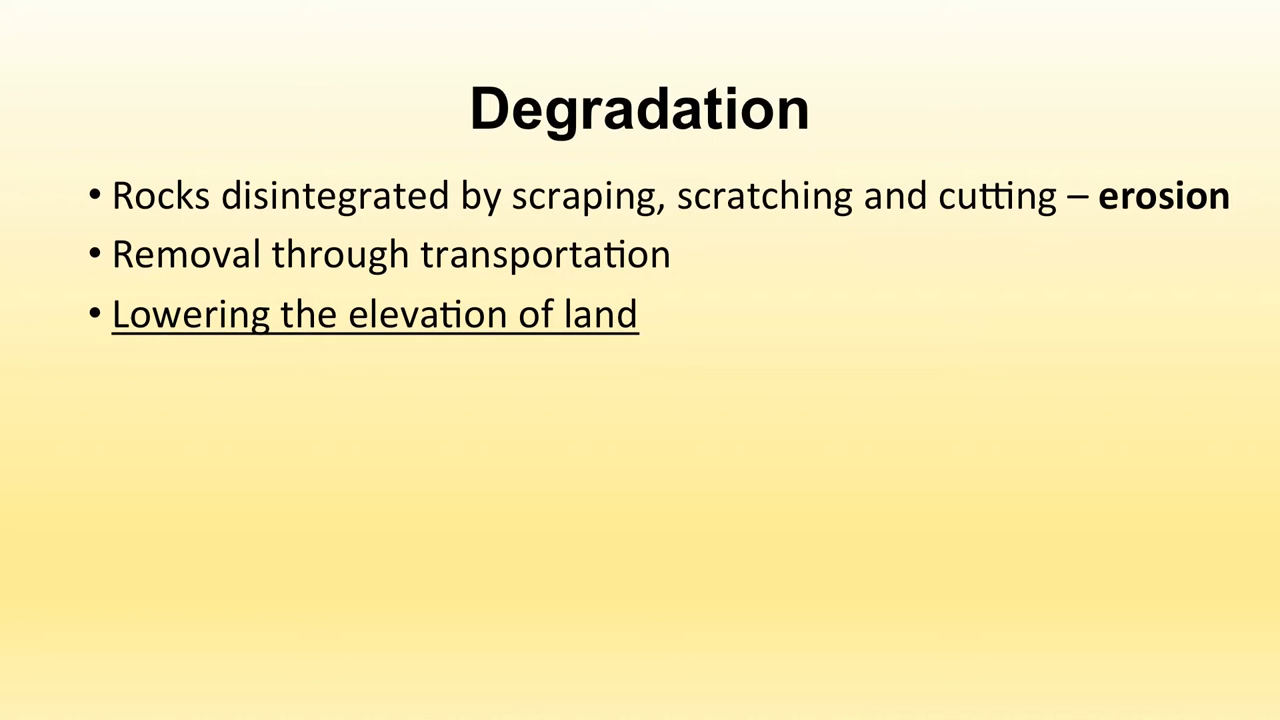 Degradation
• Rocks disintegrated by scraping, scratching and cutting – erosion
• Removal through transportation
• Lowering the elevation of land